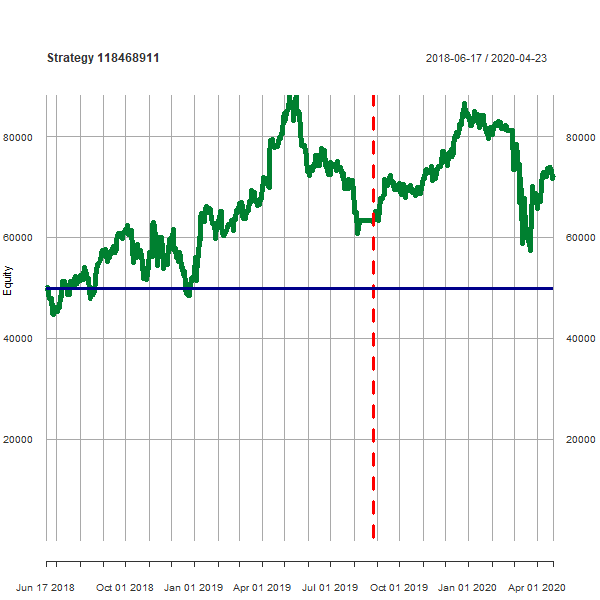 Strategy 118468911
2018-06-17 / 2020-04-23
80000
80000
60000
60000
Equity
40000
40000
20000
20000
Jun 17 2018
Oct 01 2018
Jan 01 2019
Apr 01 2019
Jul 01 2019
Oct 01 2019
Jan 01 2020
Apr 01 2020